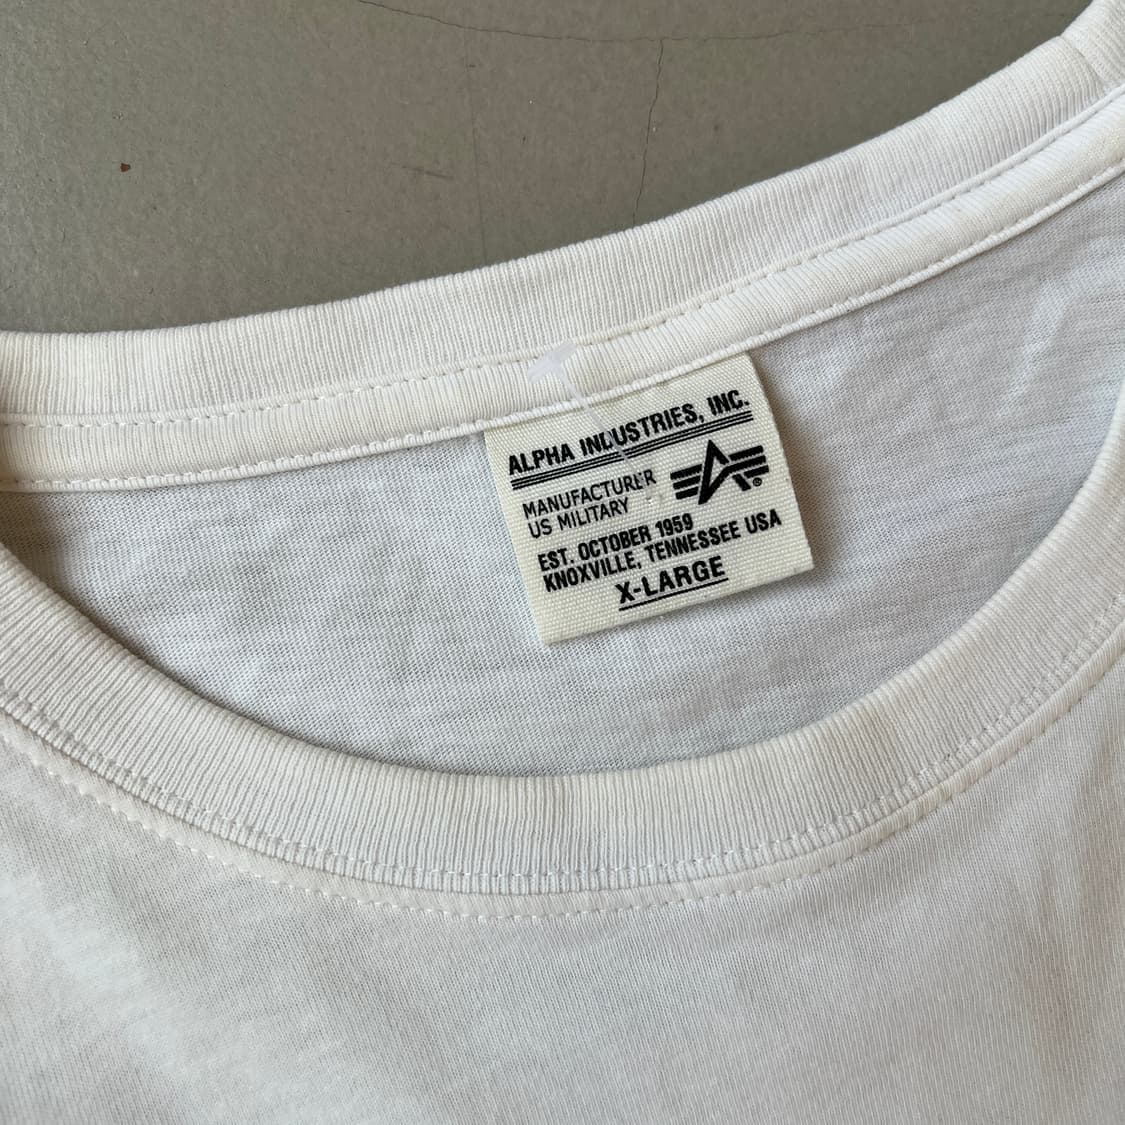 ALPHA INDUSTRIES, INC.
MANUFACTURER
US MILITARY
®
EST. OCTOBER 1959
KNOXVILLE, TENNESSEE USA
X-LARGE